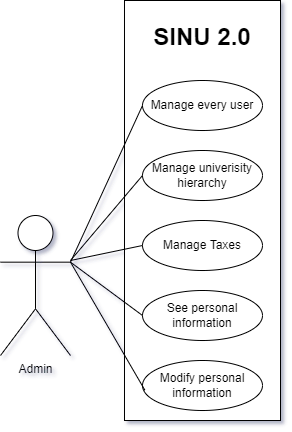 SINU 2.0
Manage every user
Manage univerisity
hierarchy
Manage Taxes
See personal
information
Modify personal
information
Admin